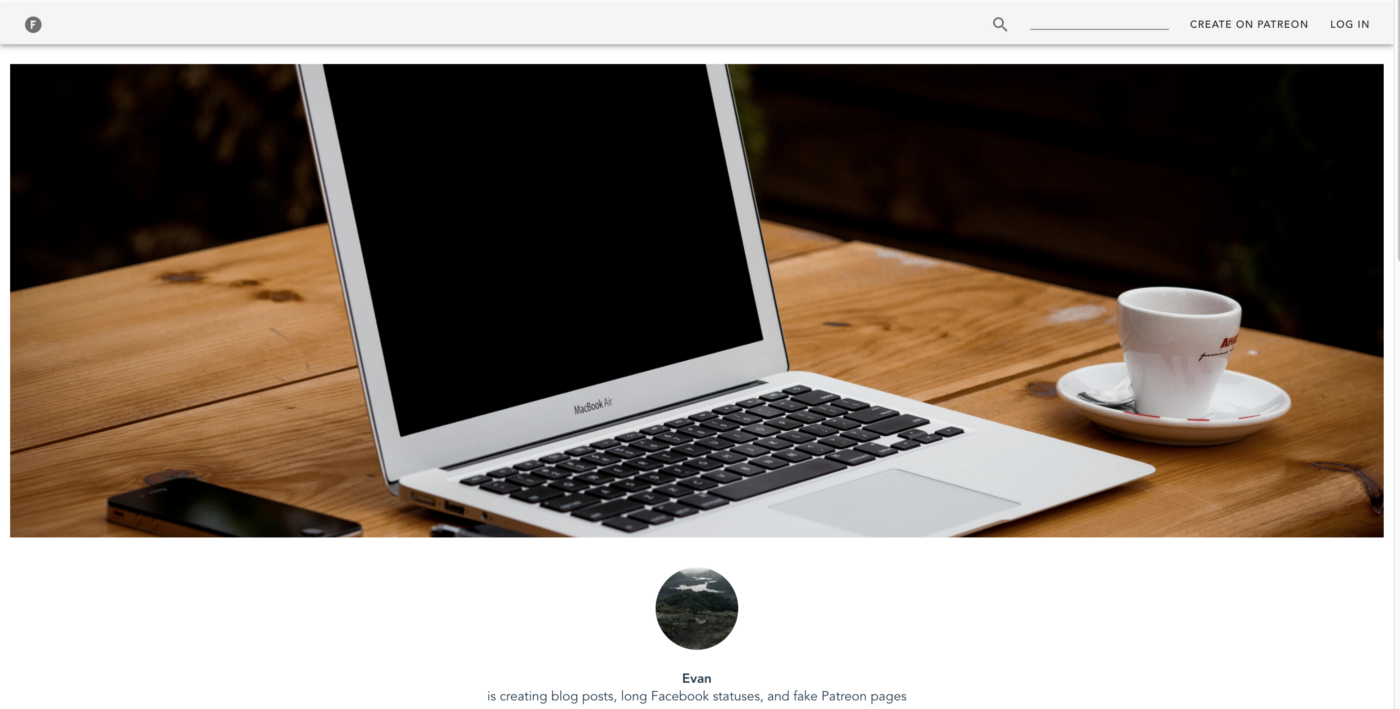 F
CREATE ON PATREON
LOG IN
MacBook Air
Evan
is creating blog posts, long Facebook statuses, and fake Patreon pages